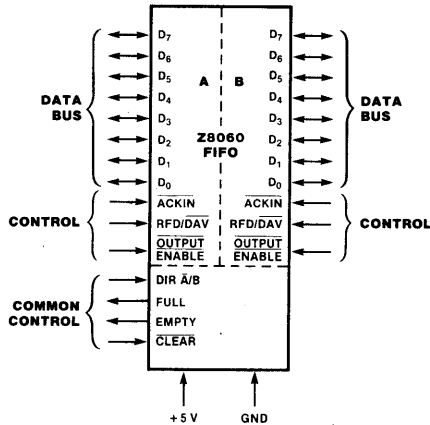 D7 D7
D6 D6
D5 D5
A B
DATA BUS D4 D4 DATA BUS
D3 D3
Z8060 FIFO
D2 D2
D1 D1
D0 D0
ACKIN ACKIN
CONTROL RFD/DAV RFD/DAV CONTROL
OUTPUT ENABLE OUTPUT ENABLE
DIR A/B
COMMON CONTROL FULL
EMPTY
CLEAR
+5 V GND